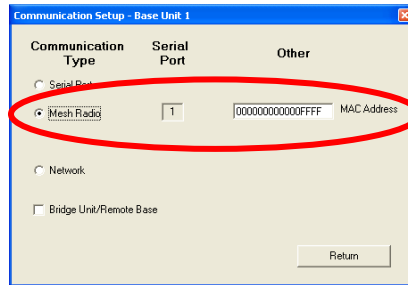 Communication Setup - Base Unit 1
Communication Type
Serial Port
Other
Serial Port
Mesh Radio
1
000000000000FFFF
MAC Address
Network
Bridge Unit/Remote Base
Return